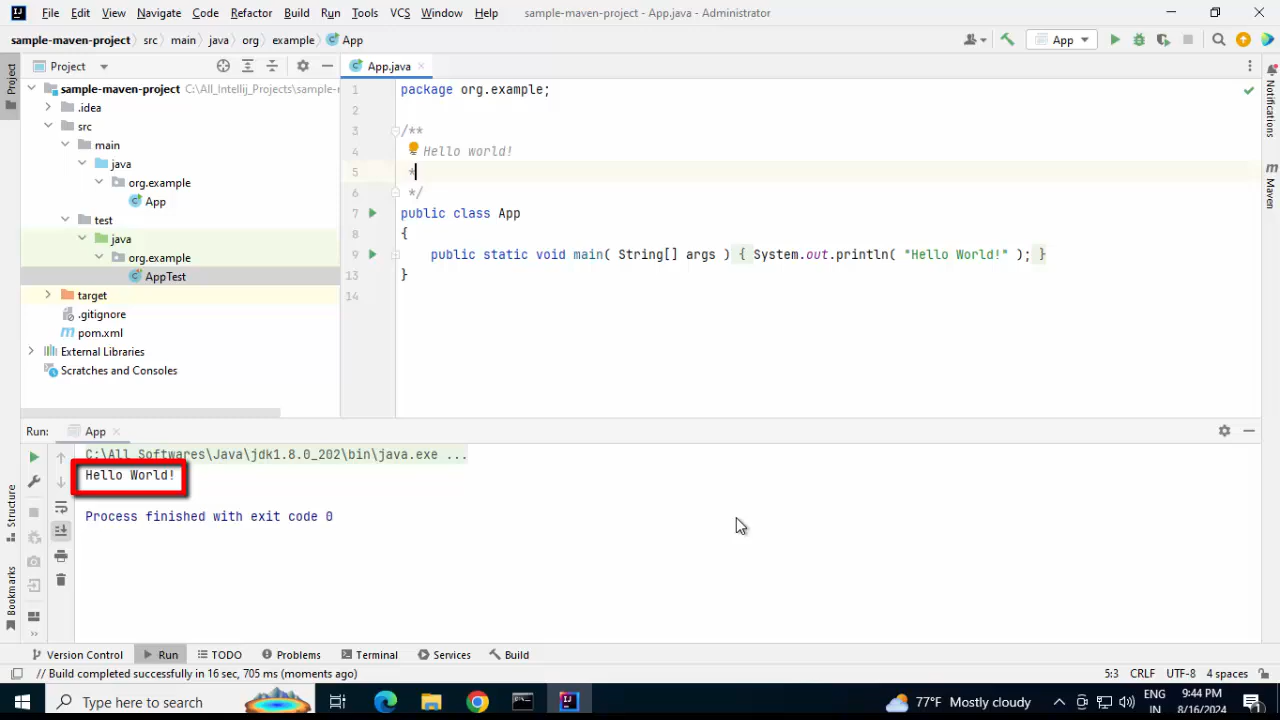 File Edit View Navigate Code Refactor Build Run Tools VCS Window Help sample-maven-project - App.java - Administrator
sample-maven-project src main java org example App App
Project App.java
sample-maven-project C:\All_Intellij_Projects\sample-r
.idea
src
main
java
org.example
App
test
java
org.example
AppTest
target
.gitignore
pom.xml
External Libraries
Scratches and Consoles
1 package org.example;
2
3 /**
4 Hello world!
5 *
6 */
7 public class App
8 {
9 public static void main( String[] args ) { System.out.println( "Hello World!" ); }
13 }
14
Project
Structure
Bookmarks
Notifications
Maven
Run: App
C:\All_Softwares\Java\jdk1.8.0_202\bin\java.exe ...
Hello World!
Process finished with exit code 0
Version Control Run TODO Problems Terminal Services Build
// Build completed successfully in 16 sec, 705 ms (moments ago) 5:3 CRLF UTF-8 4 spaces
Type here to search 77°F Mostly cloudy ENG 9:44 PM
IN 8/16/2024 1